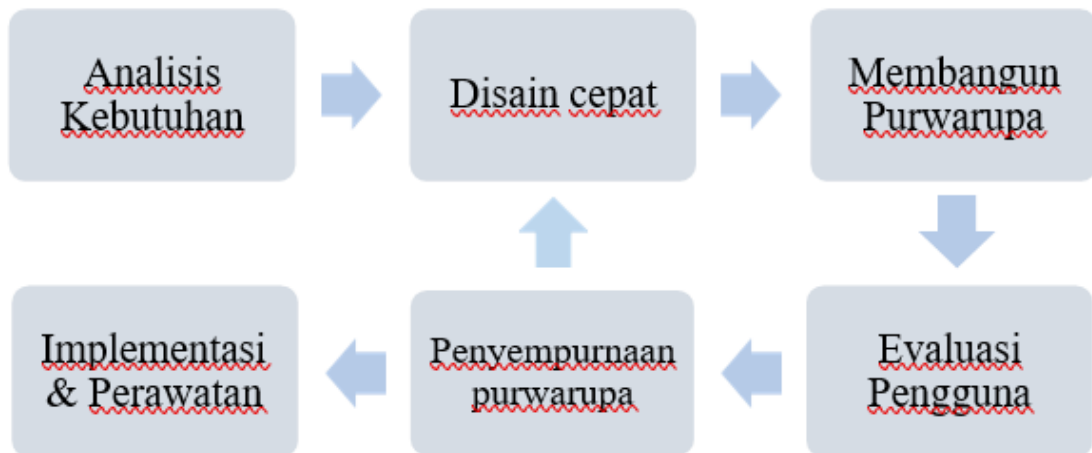 Analisis
Kebutuhan
Disain cepat
Membangun
Purwarupa
Implementasi
& Perawatan
Penyempurnaan
purwarupa
Evaluasi
Pengguna